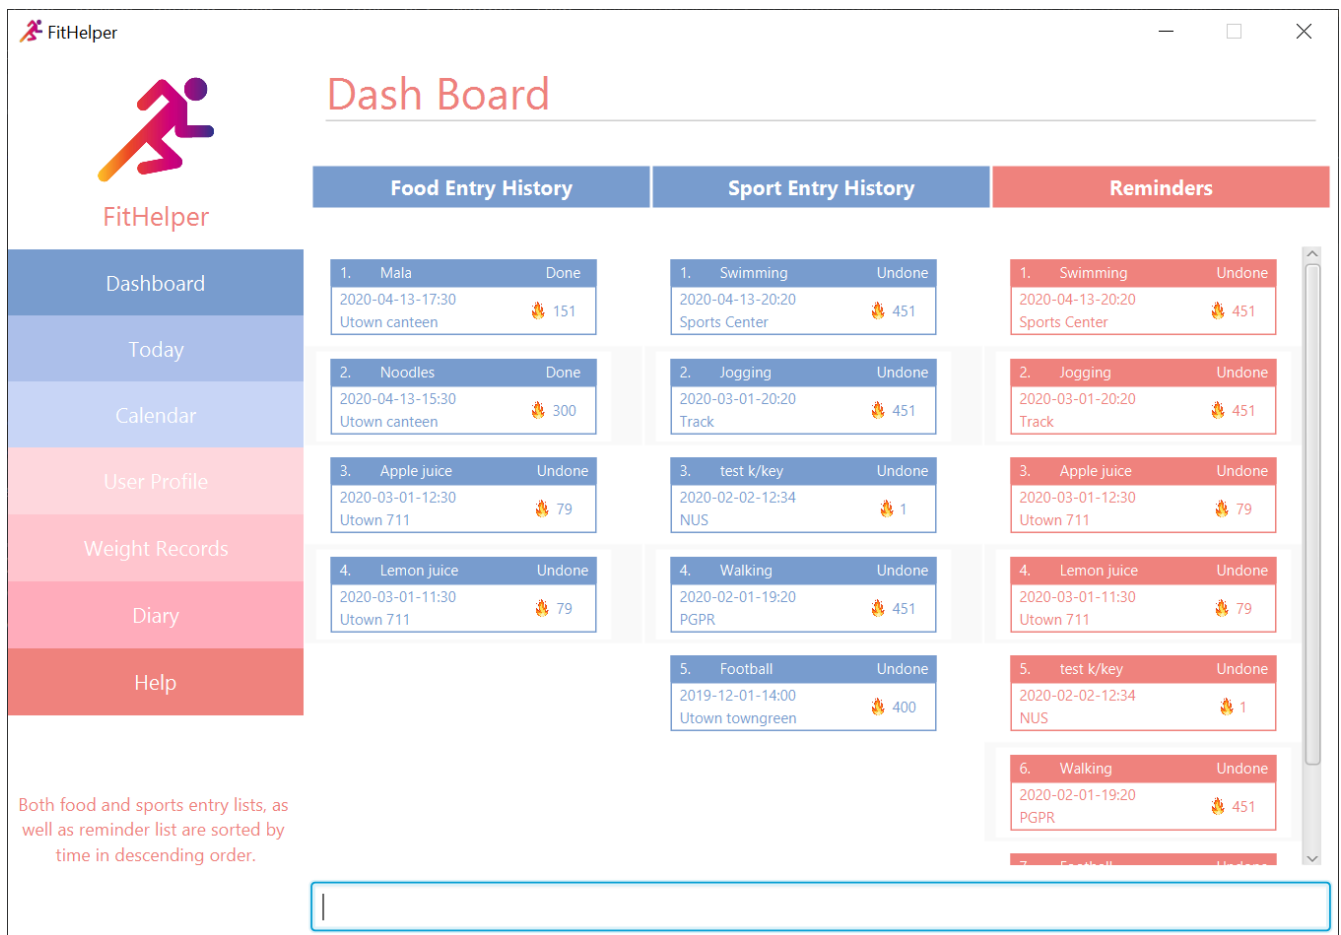 FitHelper
FitHelper
Dashboard
Today
Calendar
User Profile
Weight Records
Diary
Help
Both food and sports entry lists, as
well as reminder list are sorted by
time in descending order.
Dash Board
Food Entry History
1. Mala Done
2020-04-13-17:30
151
Utown canteen
2. Noodles Done
2020-04-13-15:30
300
Utown canteen
3. Apple juice Undone
2020-03-01-12:30
79
Utown 711
4. Lemon juice Undone
2020-03-01-11:30
79
Utown 711
Sport Entry History
1. Swimming Undone
2020-04-13-20:20
451
Sports Center
2. Jogging Undone
2020-03-01-20:20
451
Track
3. test k/key Undone
2020-02-02-12:34
1
NUS
4. Walking Undone
2020-02-01-19:20
451
PGPR
5. Football Undone
2019-12-01-14:00
400
Utown towngreen
Reminders
1. Swimming Undone
2020-04-13-20:20
451
Sports Center
2. Jogging Undone
2020-03-01-20:20
451
Track
3. Apple juice Undone
2020-03-01-12:30
79
Utown 711
4. Lemon juice Undone
2020-03-01-11:30
79
Utown 711
5. test k/key Undone
2020-02-02-12:34
1
NUS
6. Walking Undone
2020-02-01-19:20
451
PGPR
7. Football Undone